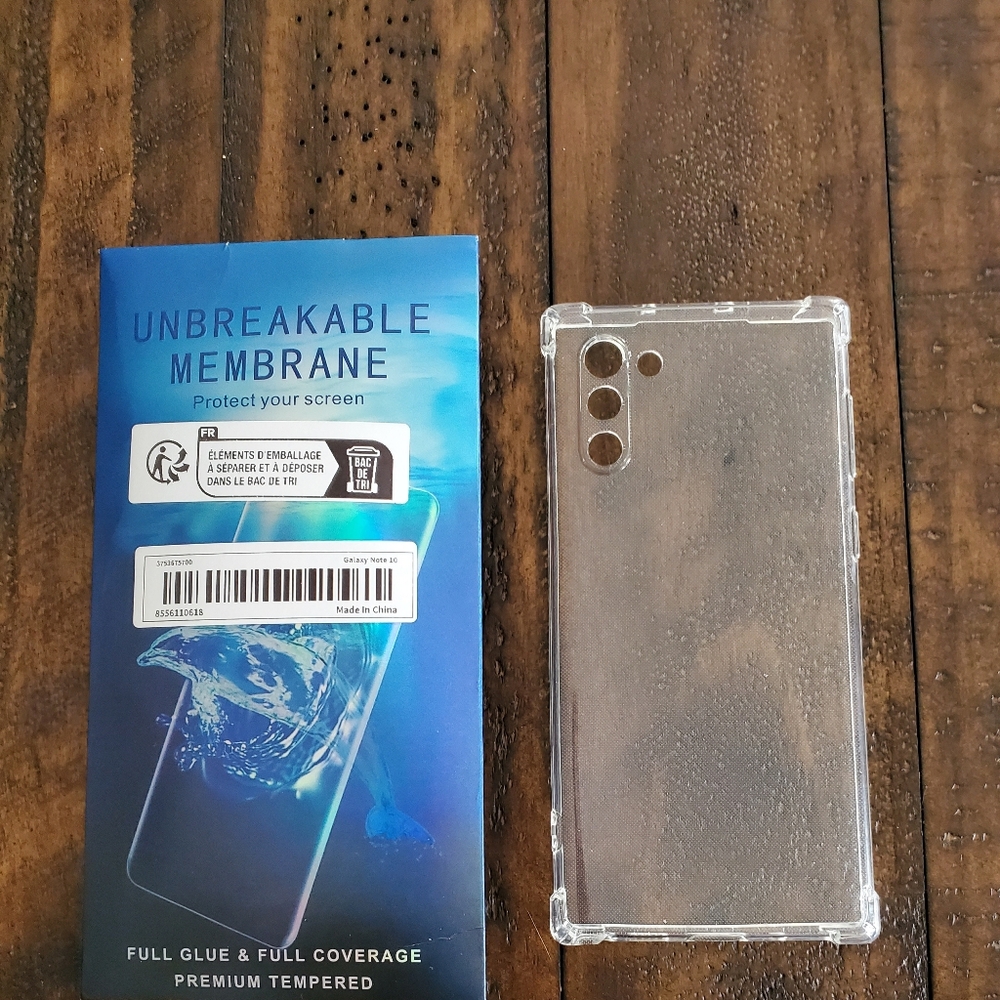 UNBREAKABLE
MEMBRANE
Protect your screen
FR
ÉLÉMENTS D'EMBALLAGE
À SÉPARER ET À DÉPOSER
DANS LE BAC DE TRI
BAC
DE
TRI
Galaxy Note 10
8556110618
Made In China
FULL GLUE & FULL COVERAGE
PREMIUM TEMPERED